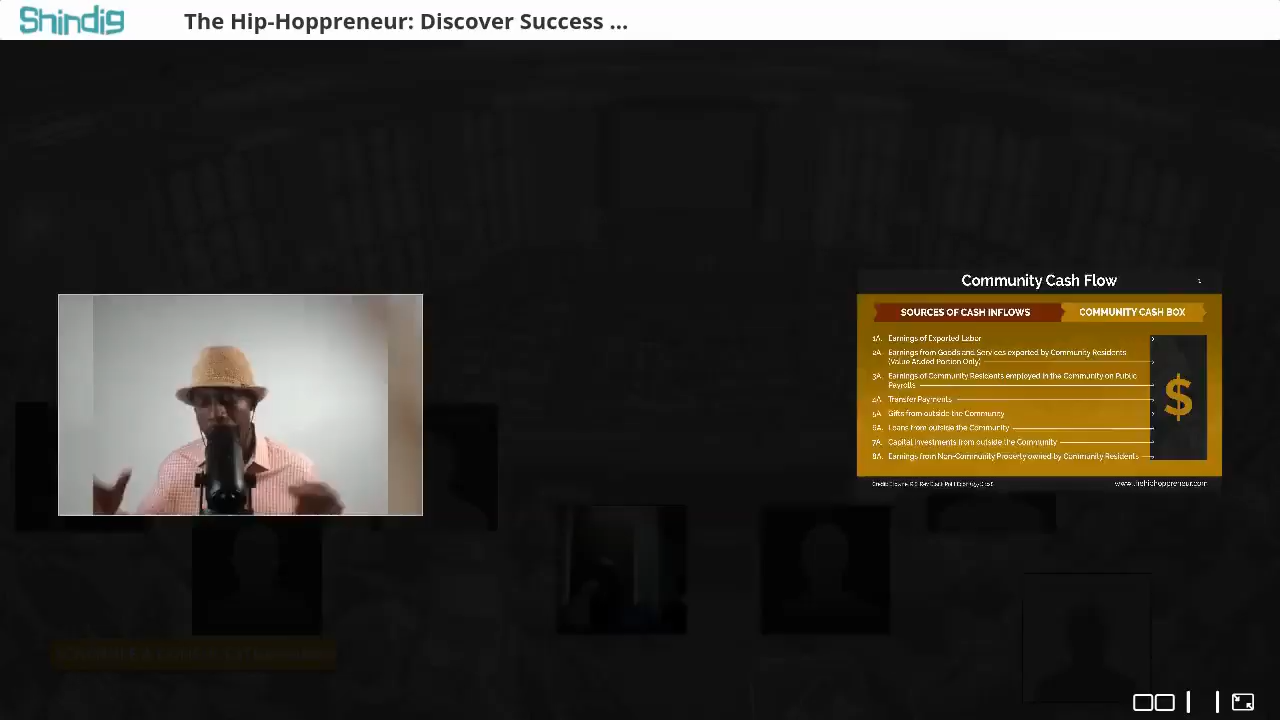 Shindig
The Hip-Hoppreneur: Discover Success ...
Community Cash Flow
1
SOURCES OF CASH INFLOWS
COMMUNITY CASH BOX
1A. Earnings of Exported Labor
2A. Earnings from Goods and Services exported by Community Residents
(Value Added Portion Only)
3A. Earnings of Community Residents employed in the Community on Public
Payrolls
4A. Transfer Payments
5A. Gifts from outside the Community
6A. Loans from outside the Community
7A. Capital Investments from outside the Community
8A. Earnings from Non-Community Property owned by Community Residents
$
www.thehiphoppreneur.com